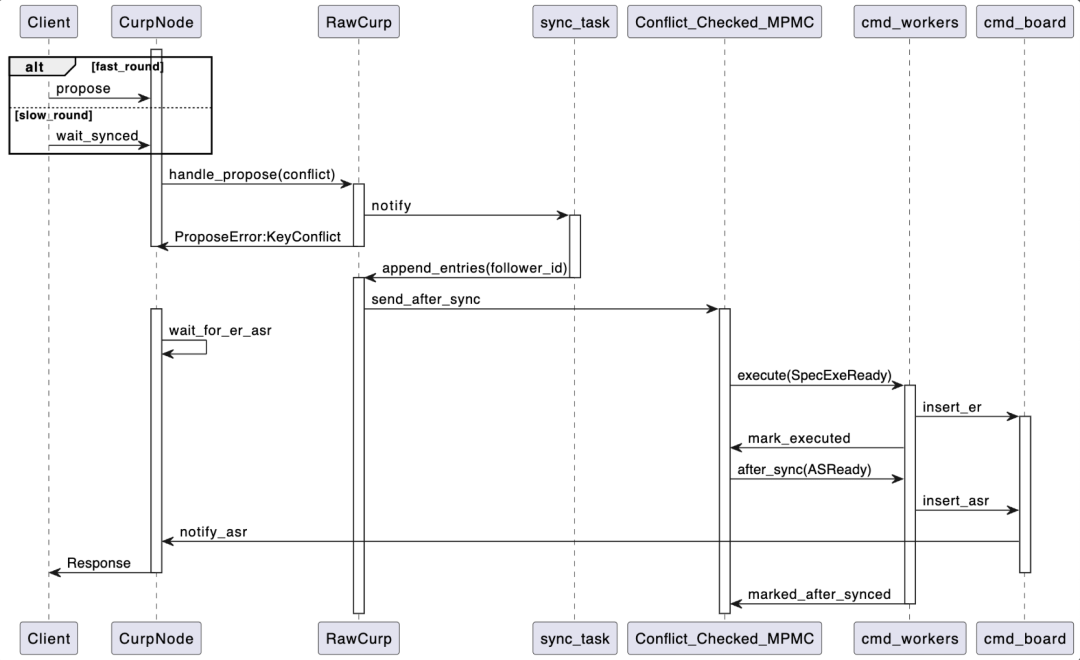 Client CurpNode RawCurp sync_task Conflict_Checked_MPMC cmd_workers cmd_board
alt [fast_round]
propose
[slow_round]
wait_synced
handle_propose(conflict)
notify
ProposeError:KeyConflict
append_entries(follower_id)
send_after_sync
wait_for_er_asr
execute(SpecExeReady)
insert_er
mark_executed
after_sync(ASReady)
insert_asr
notify_asr
Response
marked_after_synced
Client CurpNode RawCurp sync_task Conflict_Checked_MPMC cmd_workers cmd_board